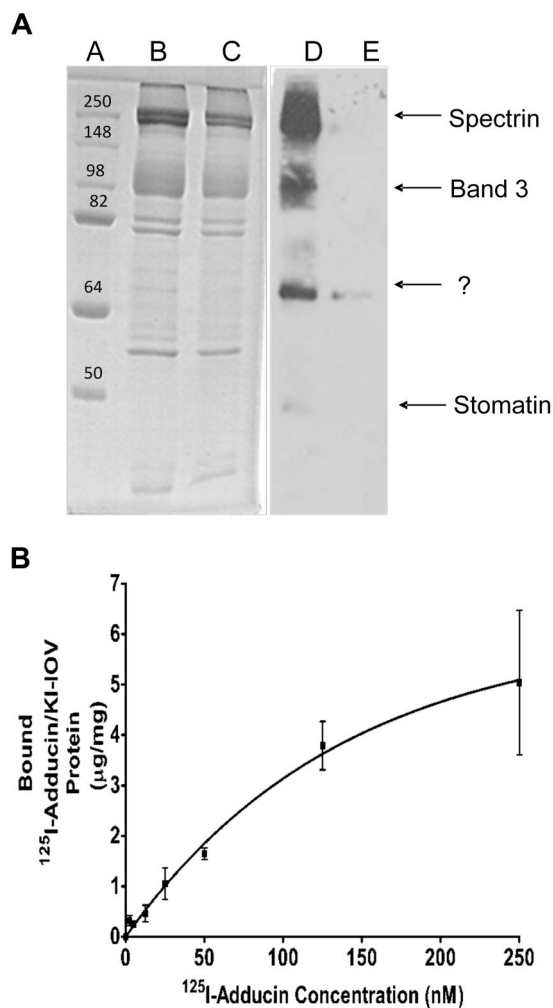 A
A B C D E
250
148
98
82
64
50
Spectrin
Band 3
?
Stomatin
B
7
6
5
4
3
2
1
0
Bound
¹²⁵I-Adducin/KI-IOV
Protein
(µg/mg)
0 50 100 150 200 250
¹²⁵I-Adducin Concentration (nM)